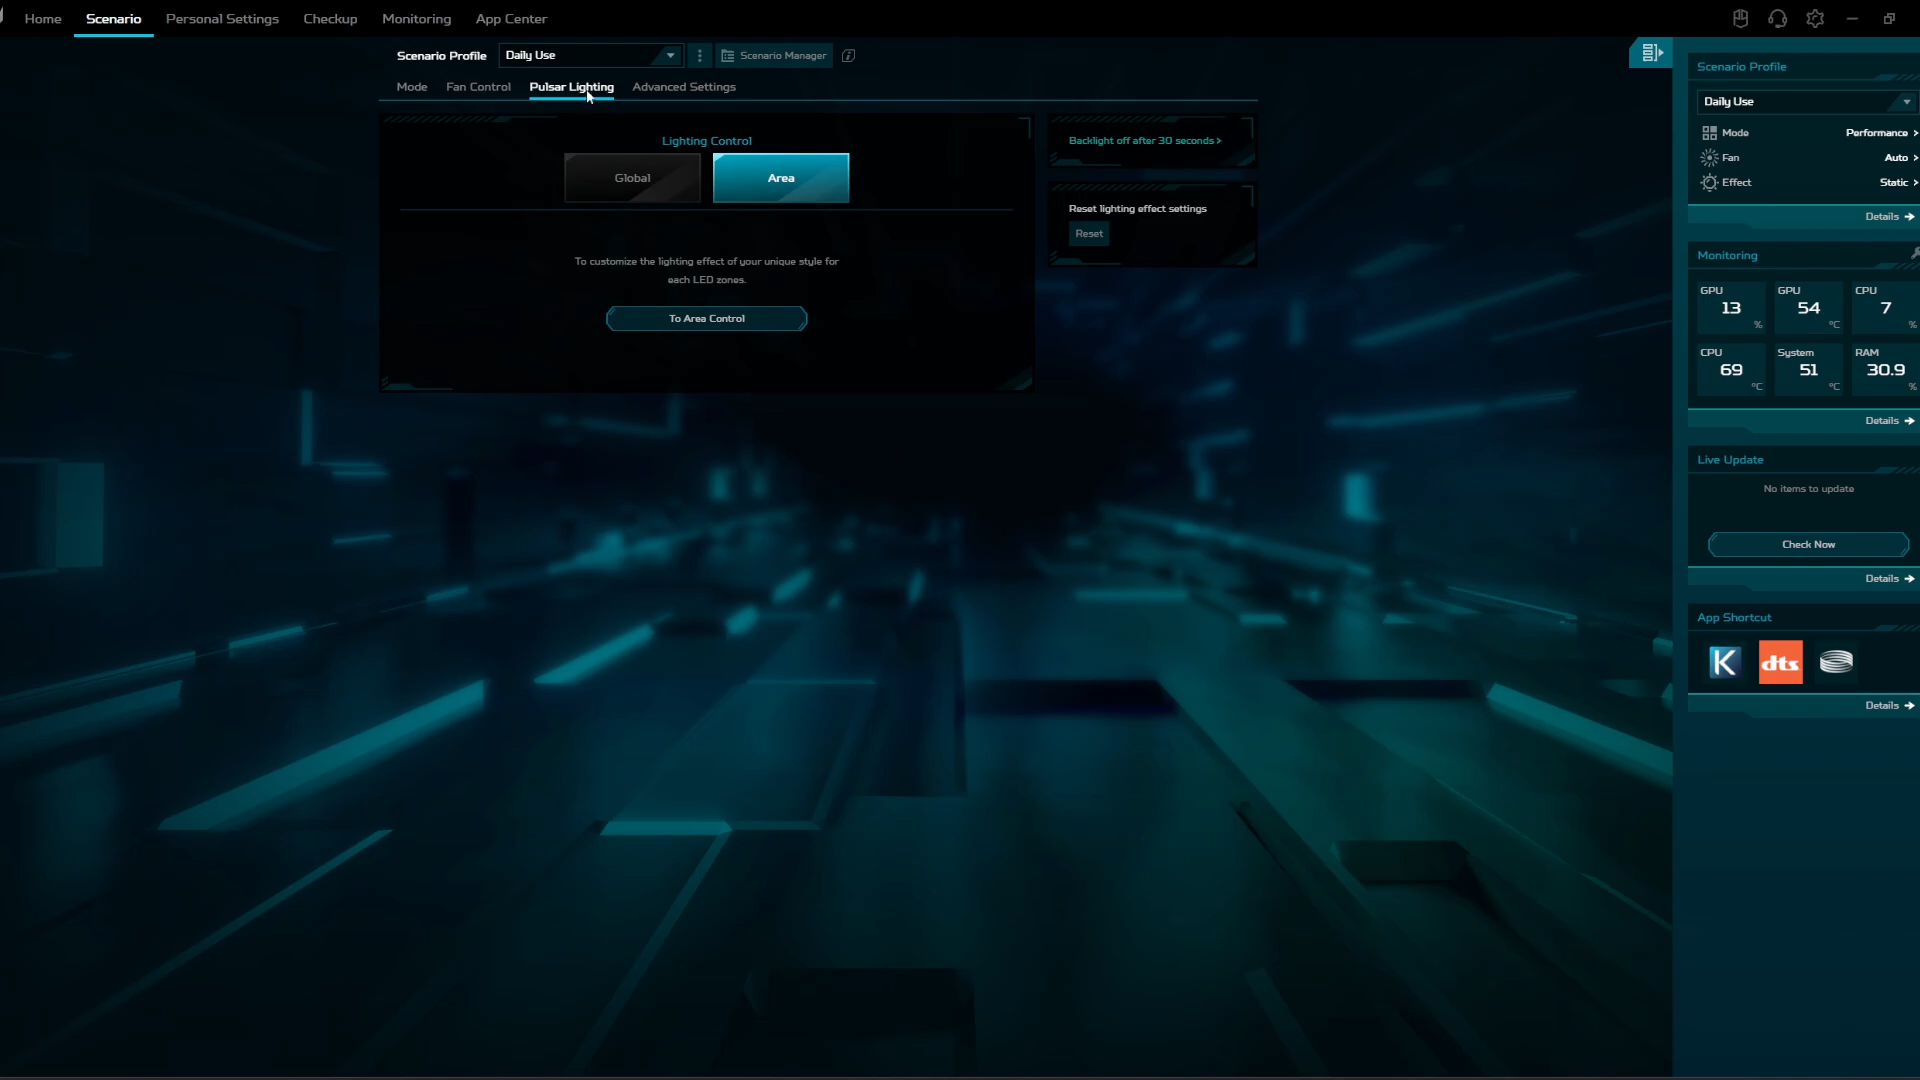 Home Scenario Personal Settings Checkup Monitoring App Center
Scenario Profile Daily Use Scenario Manager
Mode Fan Control Pulsar Lighting Advanced Settings
Lighting Control
Global Area
To customize the lighting effect of your unique style for
each LED zones.
To Area Control
Backlight off after 30 seconds >
Reset lighting effect settings
Reset
Scenario Profile
Daily Use
Mode Performance >
Fan Auto >
Effect Static >
Details
Monitoring
GPU GPU CPU
13 54 7
% °C %
CPU System RAM
69 51 30.9
°C °C %
Details
Live Update
No items to update
Check Now
Details
App Shortcut
K dts
Details